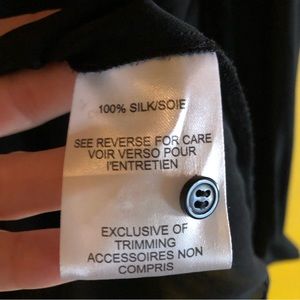 100% SILK/SOIE
SEE REVERSE FOR CARE
VOIR VERSO POUR
l'ENTRETIEN
EXCLUSIVE OF
TRIMMING
ACCESSOIRES NON
COMPRIS